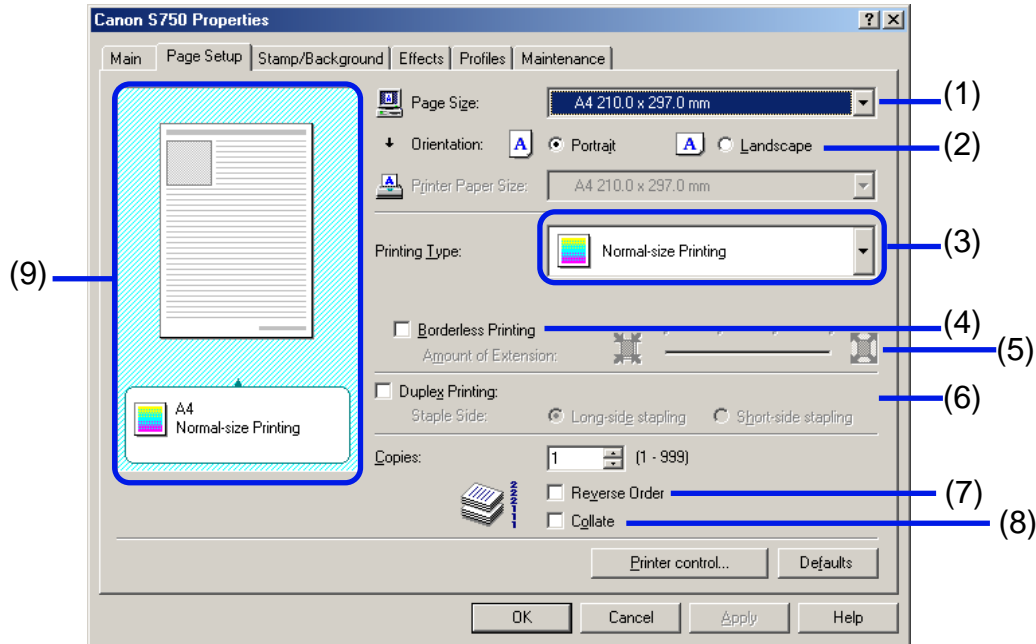 Canon S750 Properties
Main Page Setup Stamp/Background Effects Profiles Maintenance
Page Size: A4 210.0 x 297.0 mm (1)
Orientation: A Portrait A Landscape (2)
Printer Paper Size: A4 210.0 x 297.0 mm
Printing Type: Normal-size Printing (3)
(9)
Borderless Printing (4)
Amount of Extension: (5)
Duplex Printing: (6)
Staple Side: Long-side stapling Short-side stapling
A4
Normal-size Printing
Copies: 1 (1 - 999)
Reverse Order (7)
Collate (8)
Printer control... Defaults
OK Cancel Apply Help